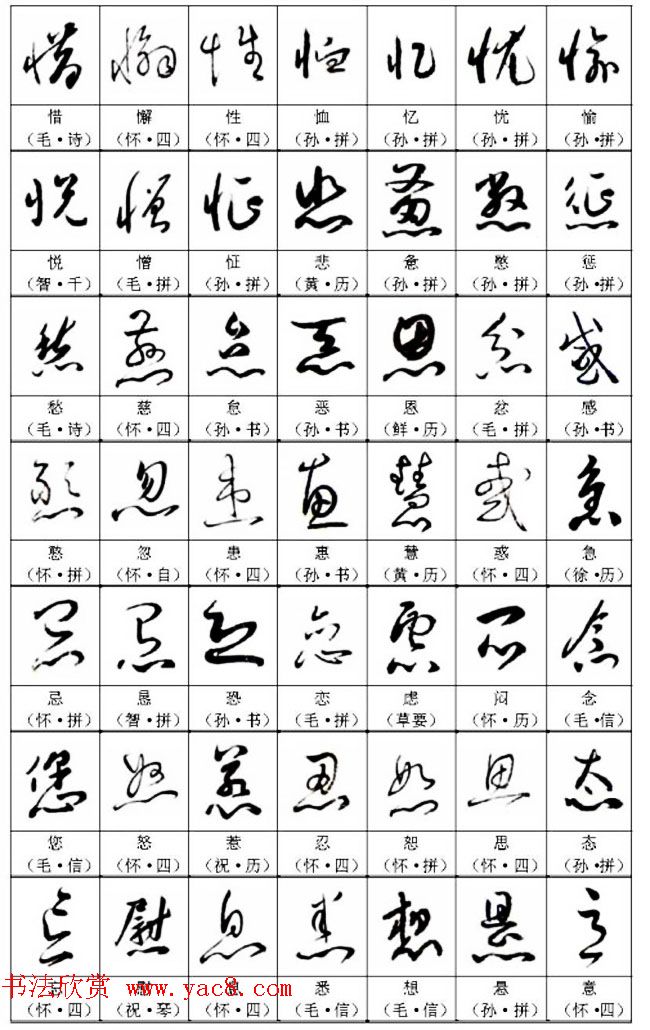 惜 懈 性 恤 忆 忧 愉
(毛·诗) (怀·四) (怀·四) (孙·拼) (孙·拼) (孙·拼) (孙·拼)
悦 憎 怔 悲 惫 憋 惩
(智·千) (毛·拼) (孙·拼) (黄·历) (孙·拼) (孙·拼) (孙·拼)
愁 慈 怠 恶 恩 忿 感
(毛·诗) (怀·四) (孙·书) (孙·书) (鲜·历) (毛·拼) (孙·书)
憨 忽 患 惠 慧 惑 急
(怀·拼) (怀·自) (怀·四) (孙·书) (黄·历) (怀·四) (徐·历)
忌 恳 恐 恋 虑 闷 念
(怀·拼) (智·拼) (孙·书) (毛·拼) (草要) (怀·历) (毛·信)
您 怒 惹 忍 恕 思 态
(毛·信) (怀·四) (祝·历) (怀·四) (怀·拼) (怀·四) (孙·拼)
忘 慰 息 悉 想 悬 意
(怀·四) (祝·琴) (怀·四) (毛·信) (毛·信) (孙·拼) (怀·四)
书法欣赏 www.yac8.com